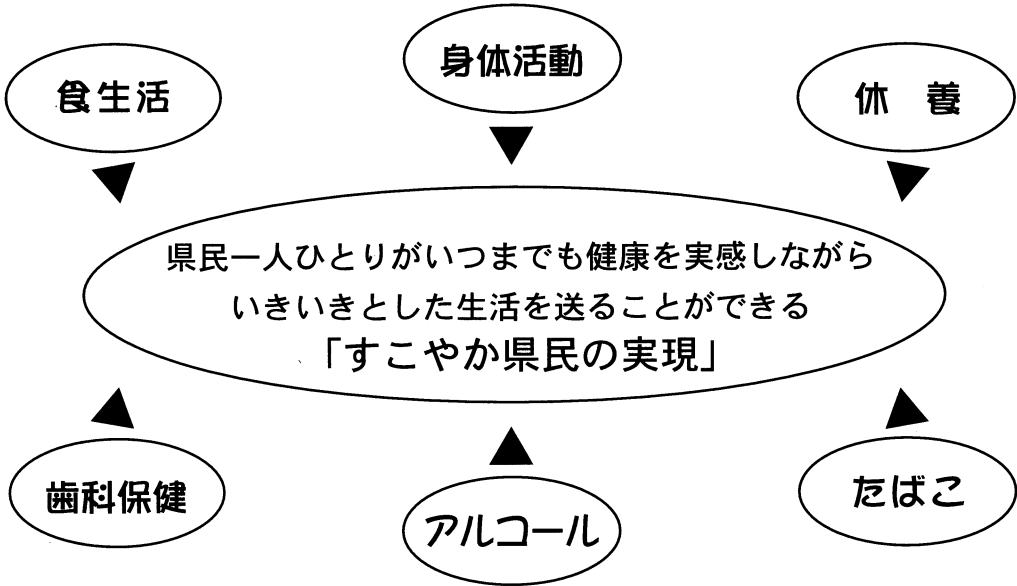 食生活
身体活動
休 養
県民一人ひとりがいつまでも健康を実感しながら
いきいきとした生活を送ることができる
「すこやか県民の実現」
歯科保健
アルコール
たばこ